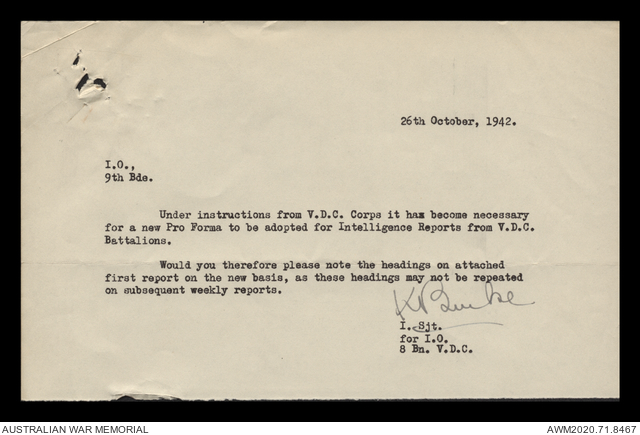 26th October, 1942.
I.O.,
9th Bde.
Under instructions from V.D.C. Corps it has become necessary
for a new Pro Forma to be adopted for Intelligence Reports from V.D.C.
Battalions.
Would you therefore please note the headings on attached
first report on the new basis, as these headings may not be repeated
on subsequent weekly reports.
K Burke
I. Sjt.
for I.O.
8 Bn. V.D.C.
AUSTRALIAN WAR MEMORIAL
AWM2020.71.8467